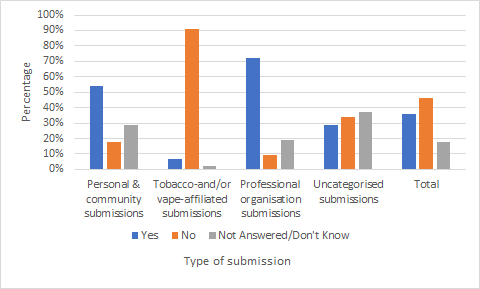 100%
90%
80%
70%
60%
50%
40%
30%
20%
10%
0%
Percentage
Personal &
community
submissions
Tobacco-and/or
vape-affiliated
submissions
Professional
organisation
submissions
Uncategorised
submissions
Total
Yes No Not Answered/Don't Know
Type of submission